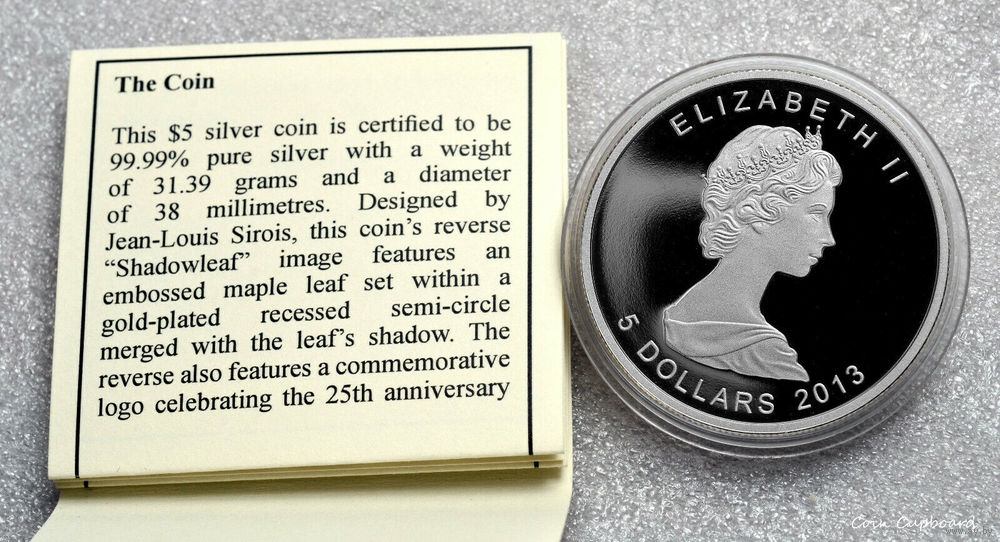 The Coin
This $5 silver coin is certified to be
99.99% pure silver with a weight
of 31.39 grams and a diameter
of 38 millimetres. Designed by
Jean-Louis Sirois, this coin's reverse
“Shadowleaf” image features an
embossed maple leaf set within a
gold-plated recessed semi-circle
merged with the leaf's shadow. The
reverse also features a commemorative
logo celebrating the 25th anniversary
ELIZABETH II
5 DOLLARS 2013
Coin Cupboard